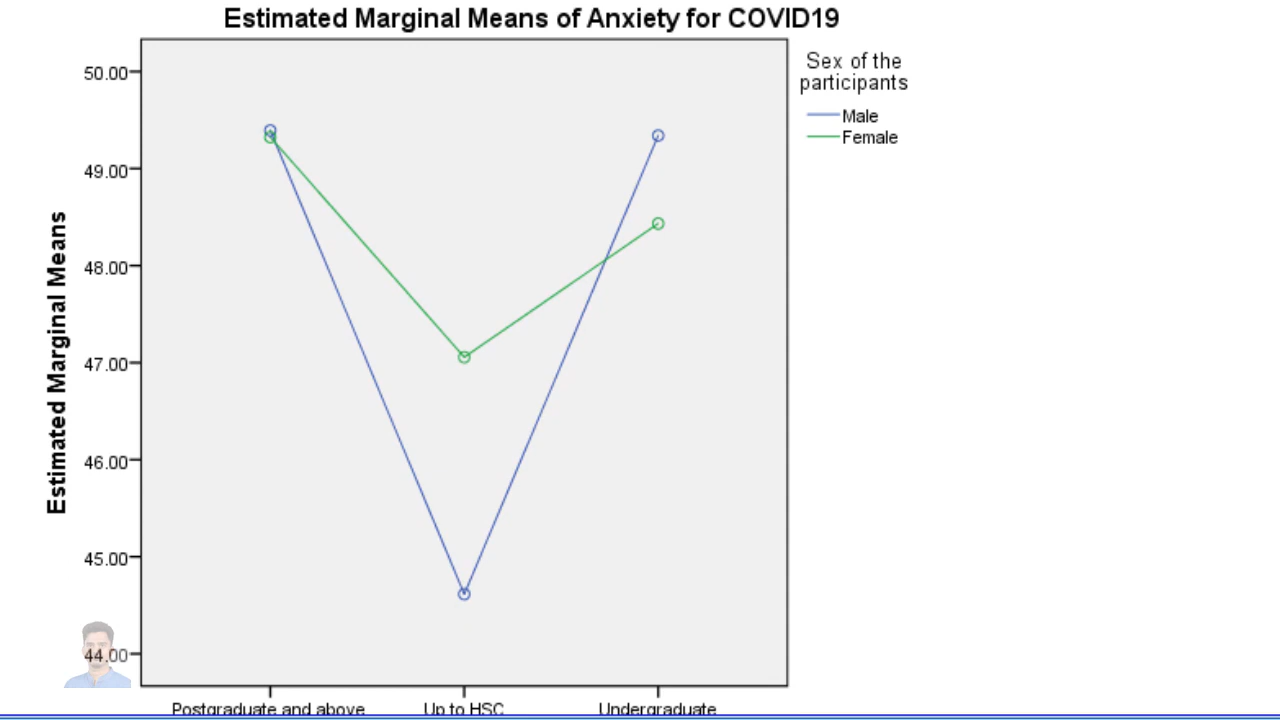 Estimated Marginal Means of Anxiety for COVID19
Sex of the
participants
Male
Female
Estimated Marginal Means
50.00
49.00
48.00
47.00
46.00
45.00
44.00
Postgraduate and above
Up to HSC
Undergraduate